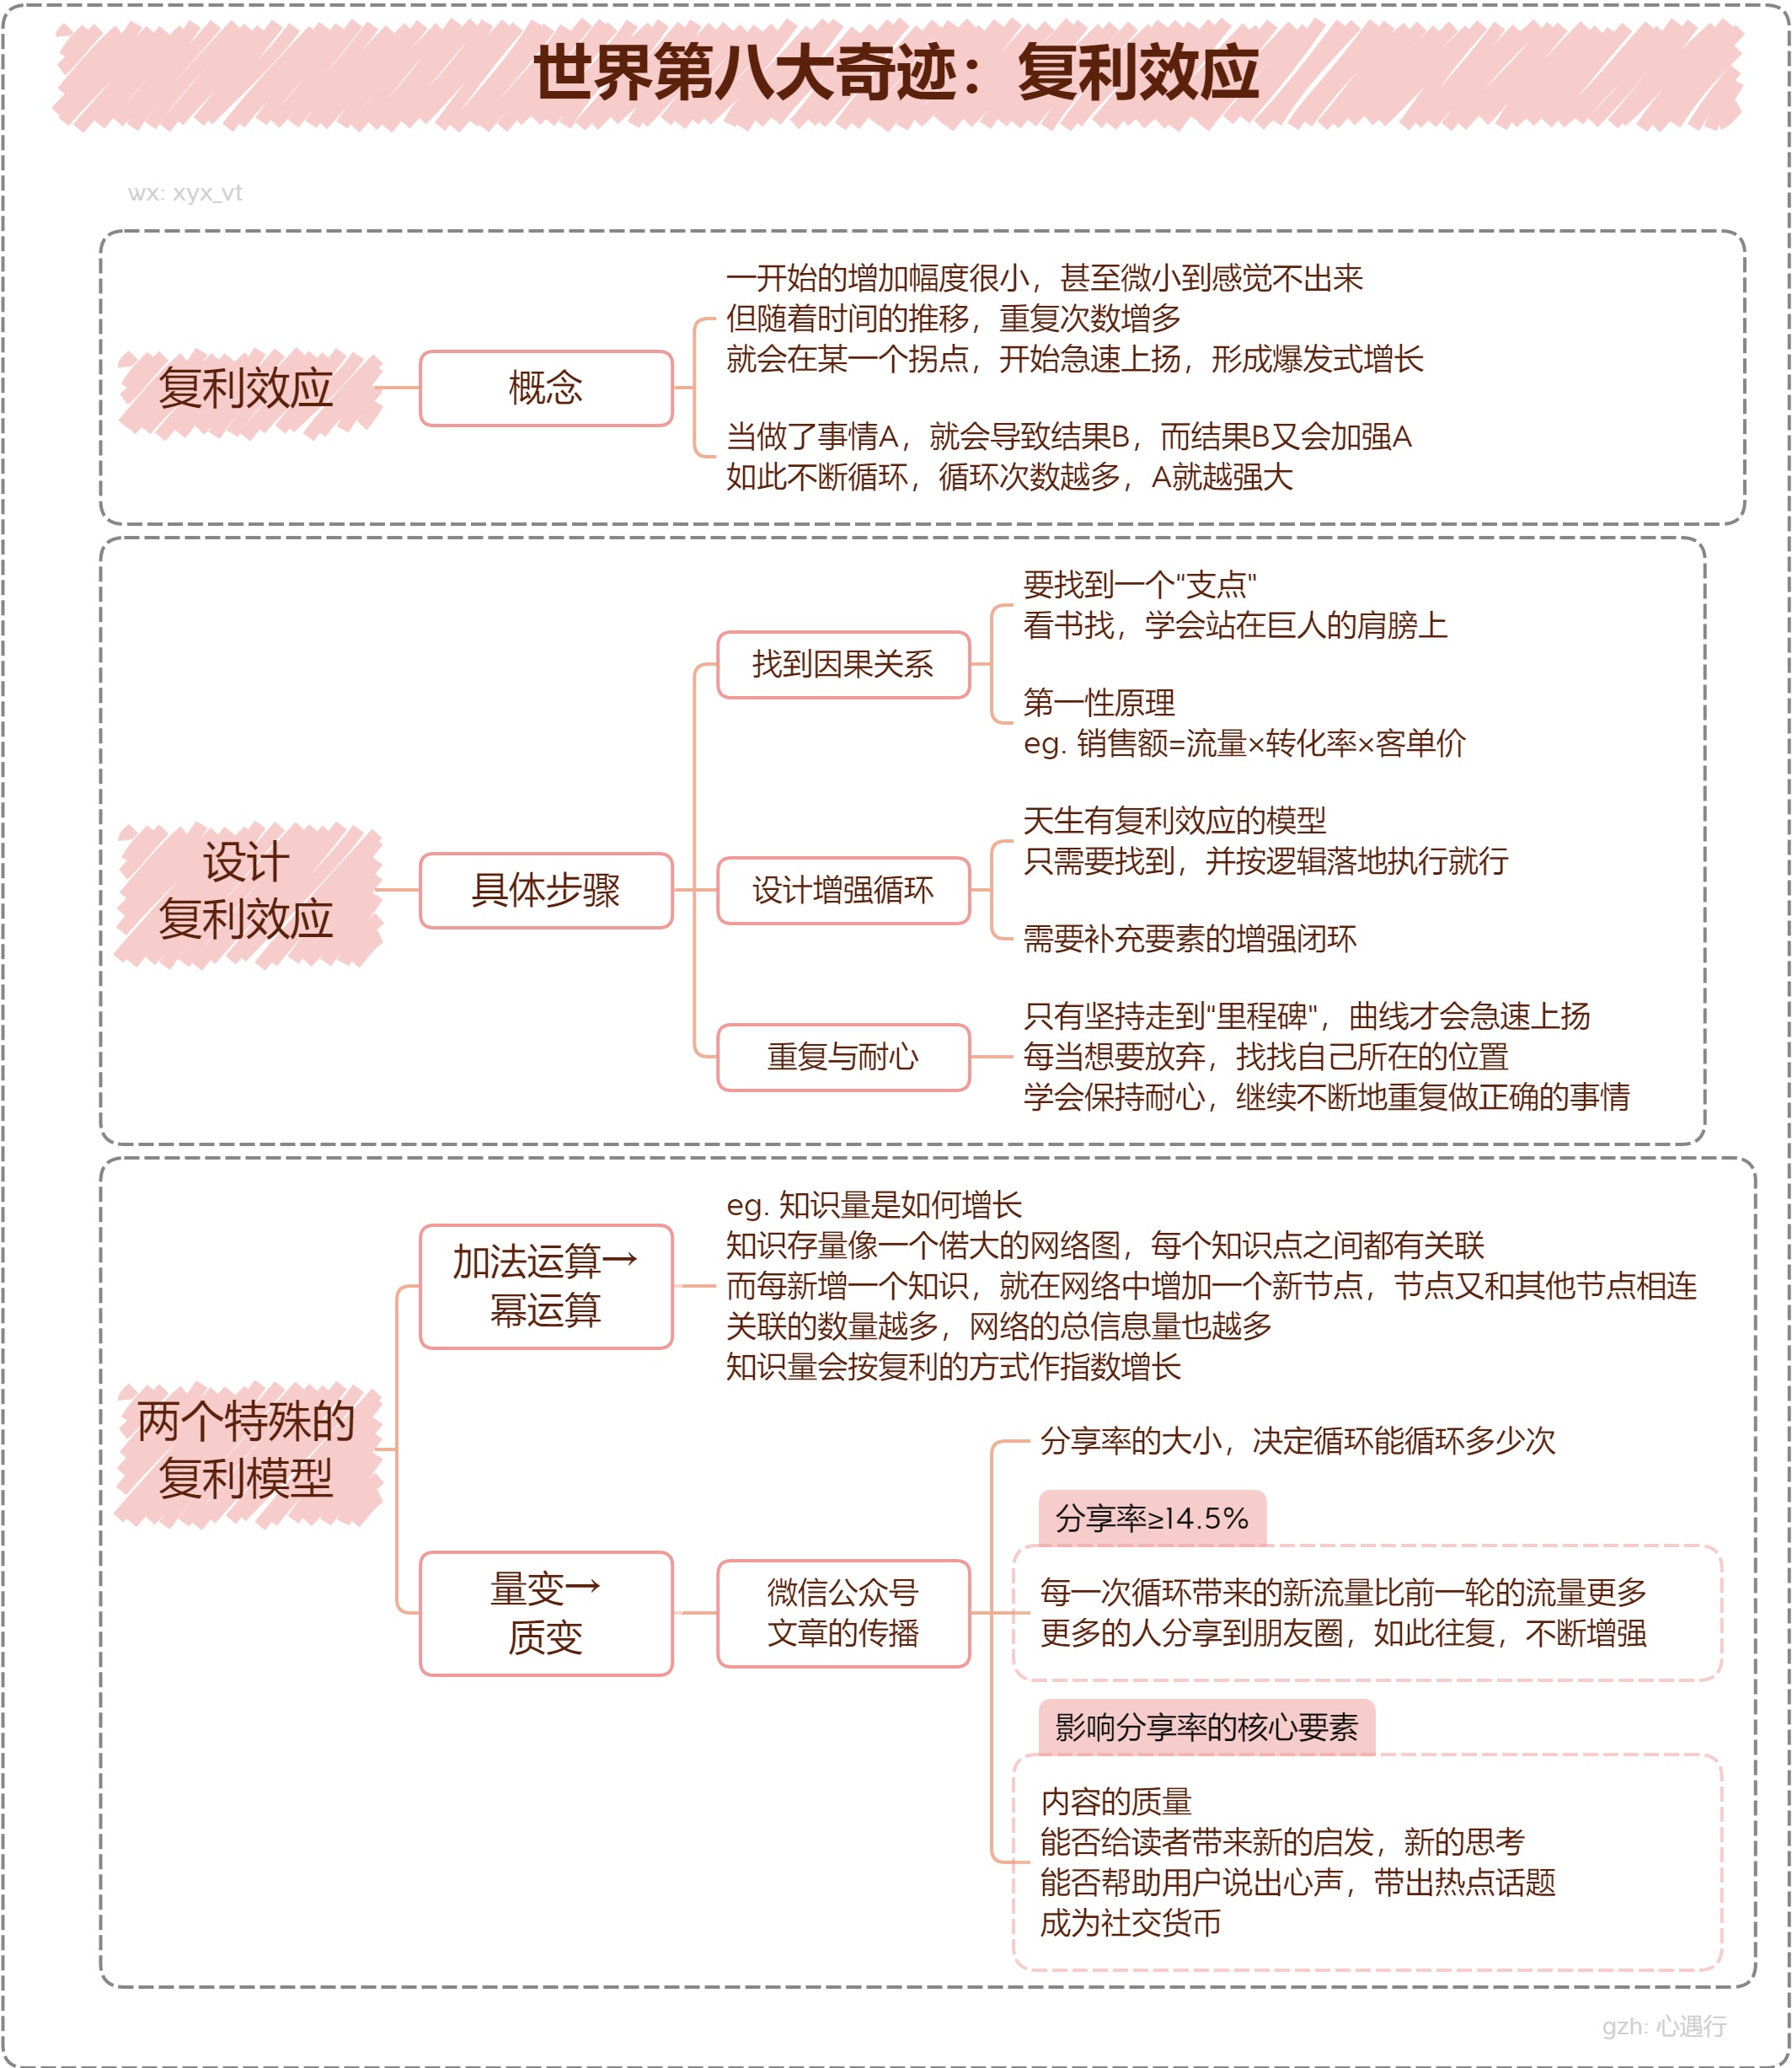 世界第八大奇迹：复利效应
wx: xyx_vt
复利效应
概念
一开始的增加幅度很小，甚至微小到感觉不出来
但随着时间的推移，重复次数增多
就会在某一个拐点，开始急速上扬，形成爆发式增长
当做了事情A，就会导致结果B，而结果B又会加强A
如此不断循环，循环次数越多，A就越强大
设计
复利效应
具体步骤
找到因果关系
要找到一个“支点"
看书找，学会站在巨人的肩膀上
第一性原理
eg. 销售额=流量×转化率×客单价
设计增强循环
天生有复利效应的模型
只需要找到，并按逻辑落地执行就行
需要补充要素的增强闭环
重复与耐心
只有坚持走到“里程碑"，曲线才会急速上扬
每当想要放弃，找找自己所在的位置
学会保持耐心，继续不断地重复做正确的事情
两个特殊的
复利模型
加法运算→
幂运算
eg. 知识量是如何增长
知识存量像一个偌大的网络图，每个知识点之间都有关联
而每新增一个知识，就在网络中增加一个新节点，节点又和其他节点相连
关联的数量越多，网络的总信息量也越多
知识量会按复利的方式作指数增长
量变→
质变
微信公众号
文章的传播
分享率的大小，决定循环能循环多少次
分享率≥14.5%
每一次循环带来的新流量比前一轮的流量更多
更多的人分享到朋友圈，如此往复，不断增强
影响分享率的核心要素
内容的质量
能否给读者带来新的启发，新的思考
能否帮助用户说出心声，带出热点话题
成为社交货币
gzh: 心遇行